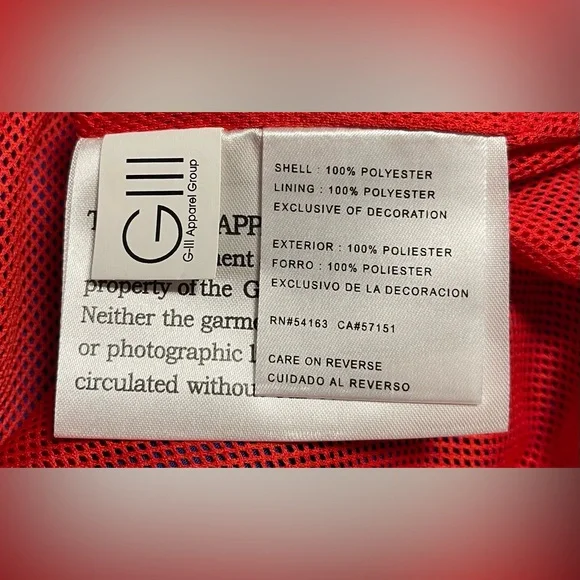 GIII
G-III Apparel Group
APP
ment
property of the G
Neither the garme
or photographic
circulated withou
SHELL : 100% POLYESTER
LINING : 100% POLYESTER
EXCLUSIVE OF DECORATION
EXTERIOR : 100% POLIESTER
FORRO : 100% POLIESTER
EXCLUSIVO DE LA DECORACION
RN#54163 CA#57151
CARE ON REVERSE
CUIDADO AL REVERSO